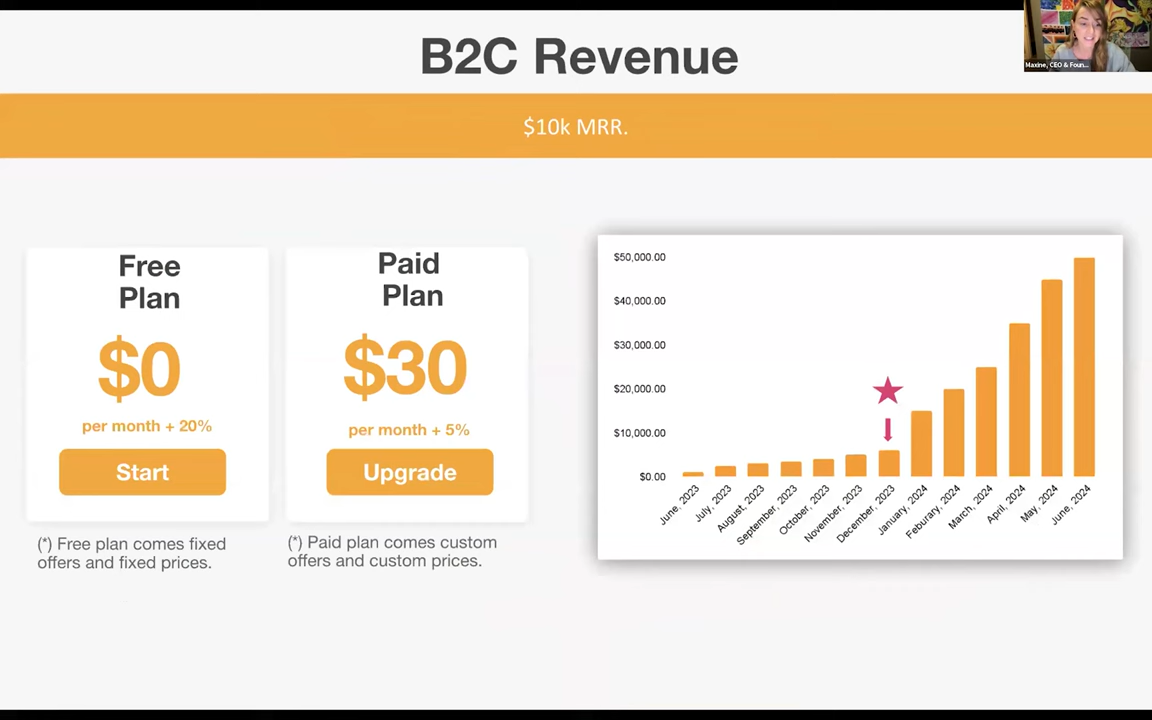 B2C Revenue
Maxine, CEO & Foun...
$10k MRR.
Free
Plan
$0
per month + 20%
Start
(*) Free plan comes fixed
offers and fixed prices.
Paid
Plan
$30
per month + 5%
Upgrade
(*) Paid plan comes custom
offers and custom prices.
$50,000.00
$40,000.00
$30,000.00
$20,000.00
$10,000.00
$0.00
June, 2023
July, 2023
August, 2023
September, 2023
October, 2023
November, 2023
December, 2023
January, 2024
Feburary, 2024
March, 2024
April, 2024
May, 2024
June, 2024